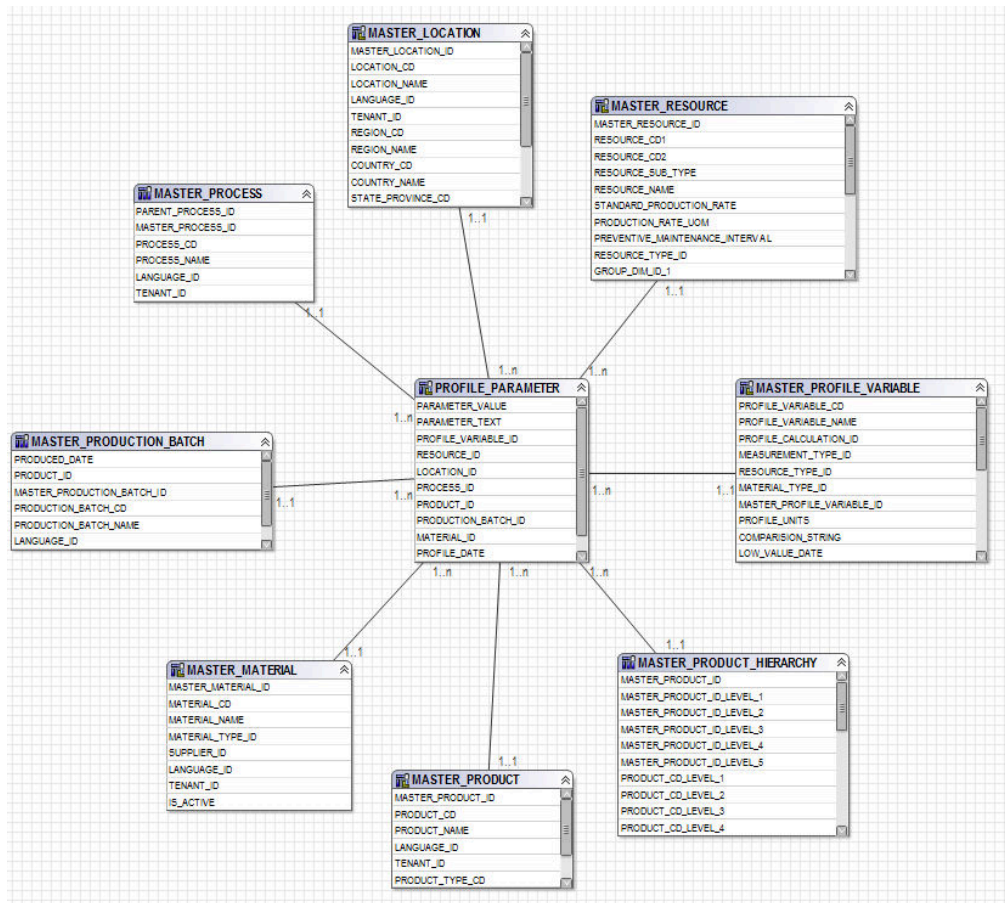 MASTER_LOCATION
MASTER_LOCATION_ID
LOCATION_CD
LOCATION_NAME
LANGUAGE_ID
TENANT_ID
REGION_CD
REGION_NAME
COUNTRY_CD
COUNTRY_NAME
STATE_PROVINCE_CD
1..1
1..n
MASTER_RESOURCE
MASTER_RESOURCE_ID
RESOURCE_CD1
RESOURCE_CD2
RESOURCE_SUB_TYPE
RESOURCE_NAME
STANDARD_PRODUCTION_RATE
PRODUCTION_RATE_UOM
PREVENTIVE_MAINTENANCE_INTERVAL
RESOURCE_TYPE_ID
GROUP_DIM_ID_1
1..1
1..n
MASTER_PROCESS
PARENT_PROCESS_ID
MASTER_PROCESS_ID
PROCESS_CD
PROCESS_NAME
LANGUAGE_ID
TENANT_ID
1..1
1..n
PROFILE_PARAMETER
PARAMETER_VALUE
PARAMETER_TEXT
PROFILE_VARIABLE_ID
RESOURCE_ID
LOCATION_ID
PROCESS_ID
PRODUCT_ID
PRODUCTION_BATCH_ID
MATERIAL_ID
PROFILE_DATE
MASTER_PROFILE_VARIABLE
PROFILE_VARIABLE_CD
PROFILE_VARIABLE_NAME
PROFILE_CALCULATION_ID
MEASUREMENT_TYPE_ID
RESOURCE_TYPE_ID
MATERIAL_TYPE_ID
MASTER_PROFILE_VARIABLE_ID
PROFILE_UNITS
COMPARISION_STRING
LOW_VALUE_DATE
1..n
1..1
MASTER_PRODUCTION_BATCH
PRODUCED_DATE
PRODUCT_ID
MASTER_PRODUCTION_BATCH_ID
PRODUCTION_BATCH_CD
PRODUCTION_BATCH_NAME
LANGUAGE_ID
1..1
1..n
1..n
1..n
1..n
MASTER_MATERIAL
MASTER_MATERIAL_ID
MATERIAL_CD
MATERIAL_NAME
MATERIAL_TYPE_ID
SUPPLIER_ID
LANGUAGE_ID
TENANT_ID
IS_ACTIVE
1..1
MASTER_PRODUCT
MASTER_PRODUCT_ID
PRODUCT_CD
PRODUCT_NAME
LANGUAGE_ID
TENANT_ID
PRODUCT_TYPE_CD
1..1
MASTER_PRODUCT_HIERARCHY
MASTER_PRODUCT_ID
MASTER_PRODUCT_ID_LEVEL_1
MASTER_PRODUCT_ID_LEVEL_2
MASTER_PRODUCT_ID_LEVEL_3
MASTER_PRODUCT_ID_LEVEL_4
MASTER_PRODUCT_ID_LEVEL_5
PRODUCT_CD_LEVEL_1
PRODUCT_CD_LEVEL_2
PRODUCT_CD_LEVEL_3
PRODUCT_CD_LEVEL_4
1..1